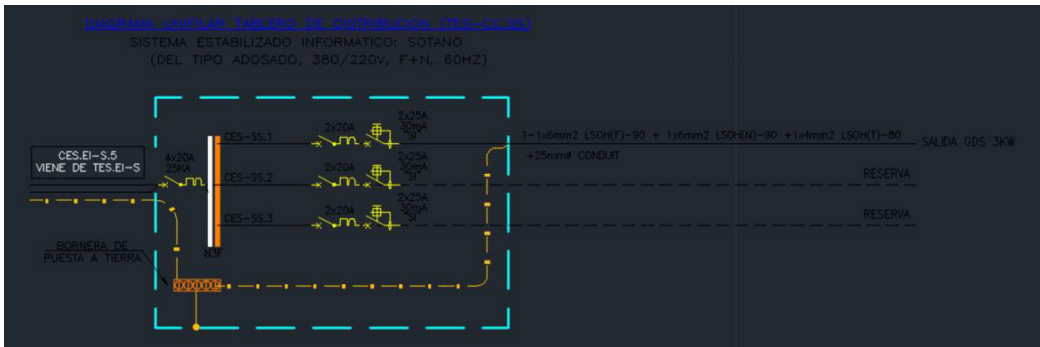 DIAGRAMA UNIFILAR TABLERO DE DISTRIBUCION (TES-CC.SS)
SISTEMA ESTABILIZADO INFORMATICO: SOTANO
(DEL TIPO ADOSADO, 380/220V, F+N, 60HZ)
CES.EI-S.5
VIENE DE TES.EI-S
4x20A
25KA
N3F
CES-SS.1
2x20A
2x25A
30mA
"SI"
1-1x6mm2 LSOH(F)-90 + 1x6mm2 LSOH(N)-90 +1x4mm2 LSOH(T)-80
+25mmø CONDUIT
SALIDA GDS 3KW
CES-SS.2
2x20A
2x25A
30mA
"SI"
RESERVA
CES-SS.3
2x20A
2x25A
30mA
"SI"
RESERVA
BORNERA DE
PUESTA A TIERRA